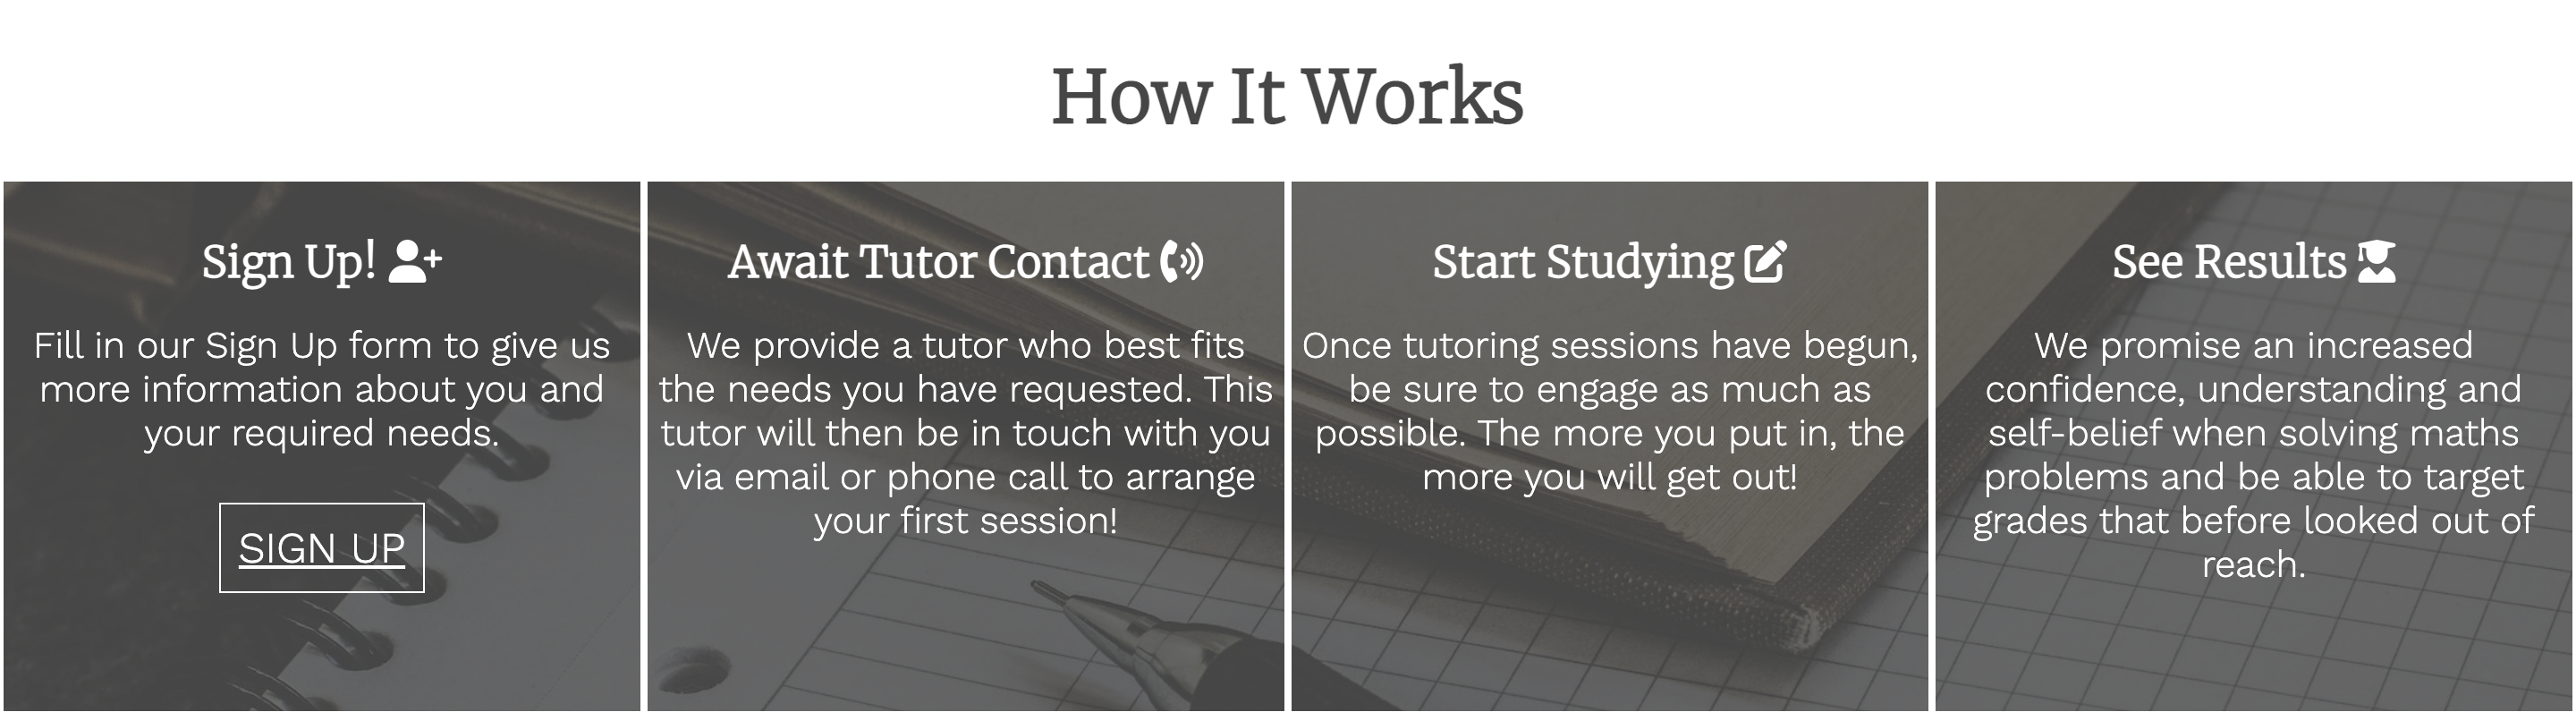 How It Works
Sign Up!
Fill in our Sign Up form to give us
more information about you and
your required needs.
SIGN UP
Await Tutor Contact
We provide a tutor who best fits
the needs you have requested. This
tutor will then be in touch with you
via email or phone call to arrange
your first session!
Start Studying
Once tutoring sessions have begun,
be sure to engage as much as
possible. The more you put in, the
more you will get out!
See Results
We promise an increased
confidence, understanding and
self-belief when solving maths
problems and be able to target
grades that before looked out of
reach.